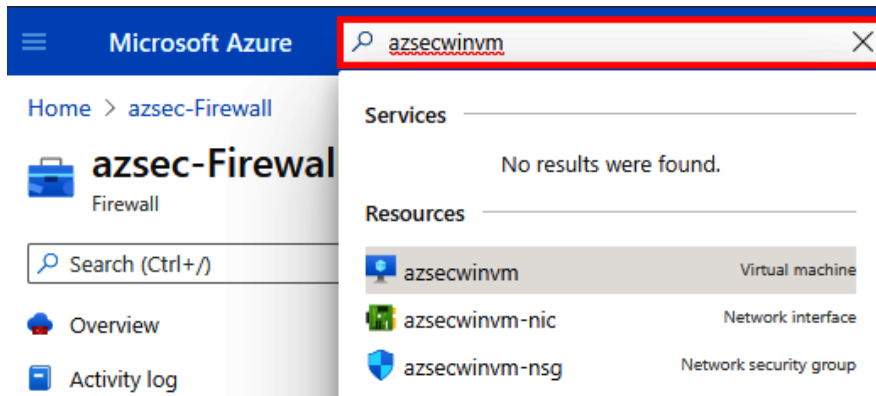 Microsoft Azure
azsecwinvm
Home > azsec-Firewall
azsec-Firewal
Firewall
Search (Ctrl+/)
Overview
Activity log
Services
No results were found.
Resources
azsecwinvm Virtual machine
azsecwinvm-nic Network interface
azsecwinvm-nsg Network security group